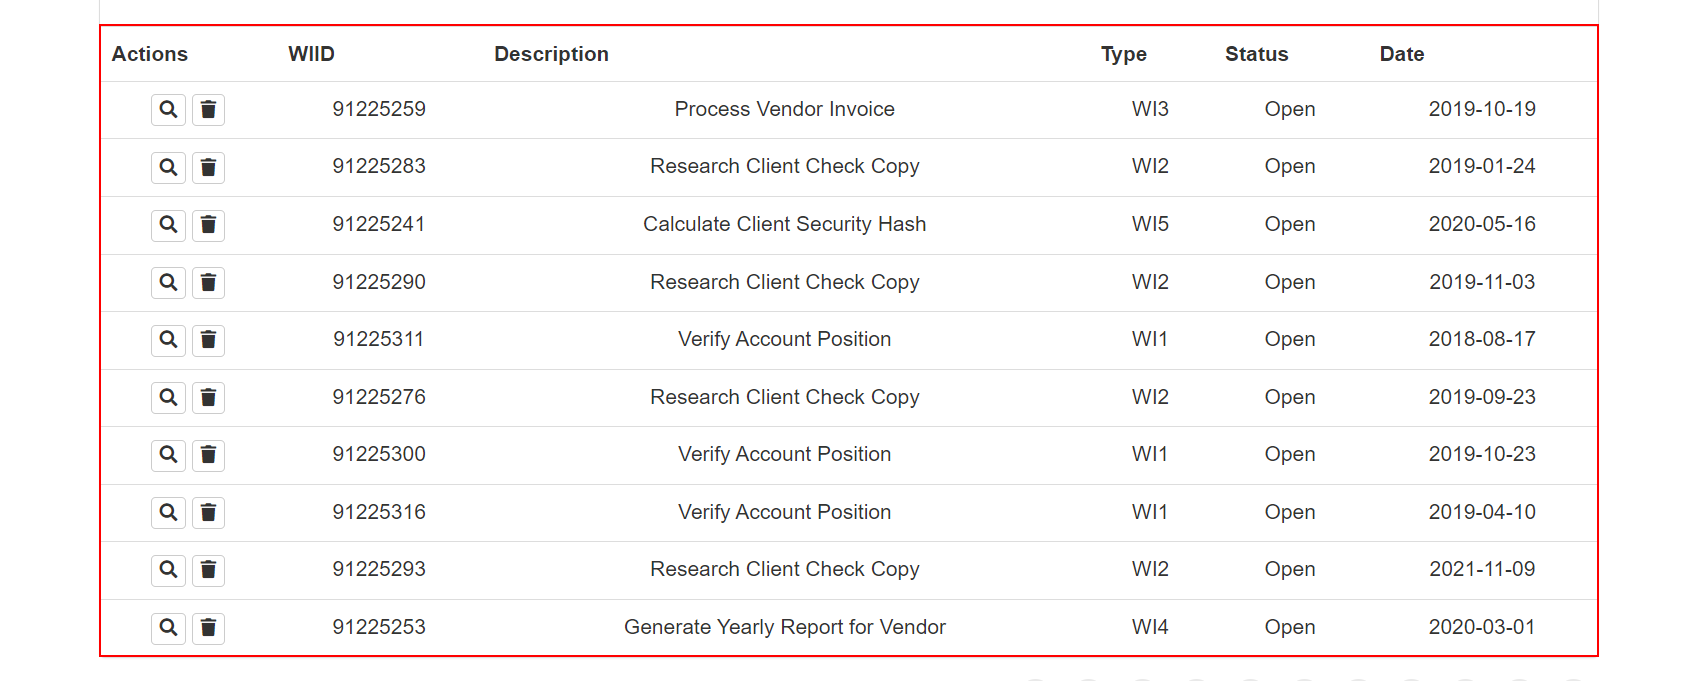 Actions WIID Description Type Status Date
91225259 Process Vendor Invoice WI3 Open 2019-10-19
91225283 Research Client Check Copy WI2 Open 2019-01-24
91225241 Calculate Client Security Hash WI5 Open 2020-05-16
91225290 Research Client Check Copy WI2 Open 2019-11-03
91225311 Verify Account Position WI1 Open 2018-08-17
91225276 Research Client Check Copy WI2 Open 2019-09-23
91225300 Verify Account Position WI1 Open 2019-10-23
91225316 Verify Account Position WI1 Open 2019-04-10
91225293 Research Client Check Copy WI2 Open 2021-11-09
91225253 Generate Yearly Report for Vendor WI4 Open 2020-03-01